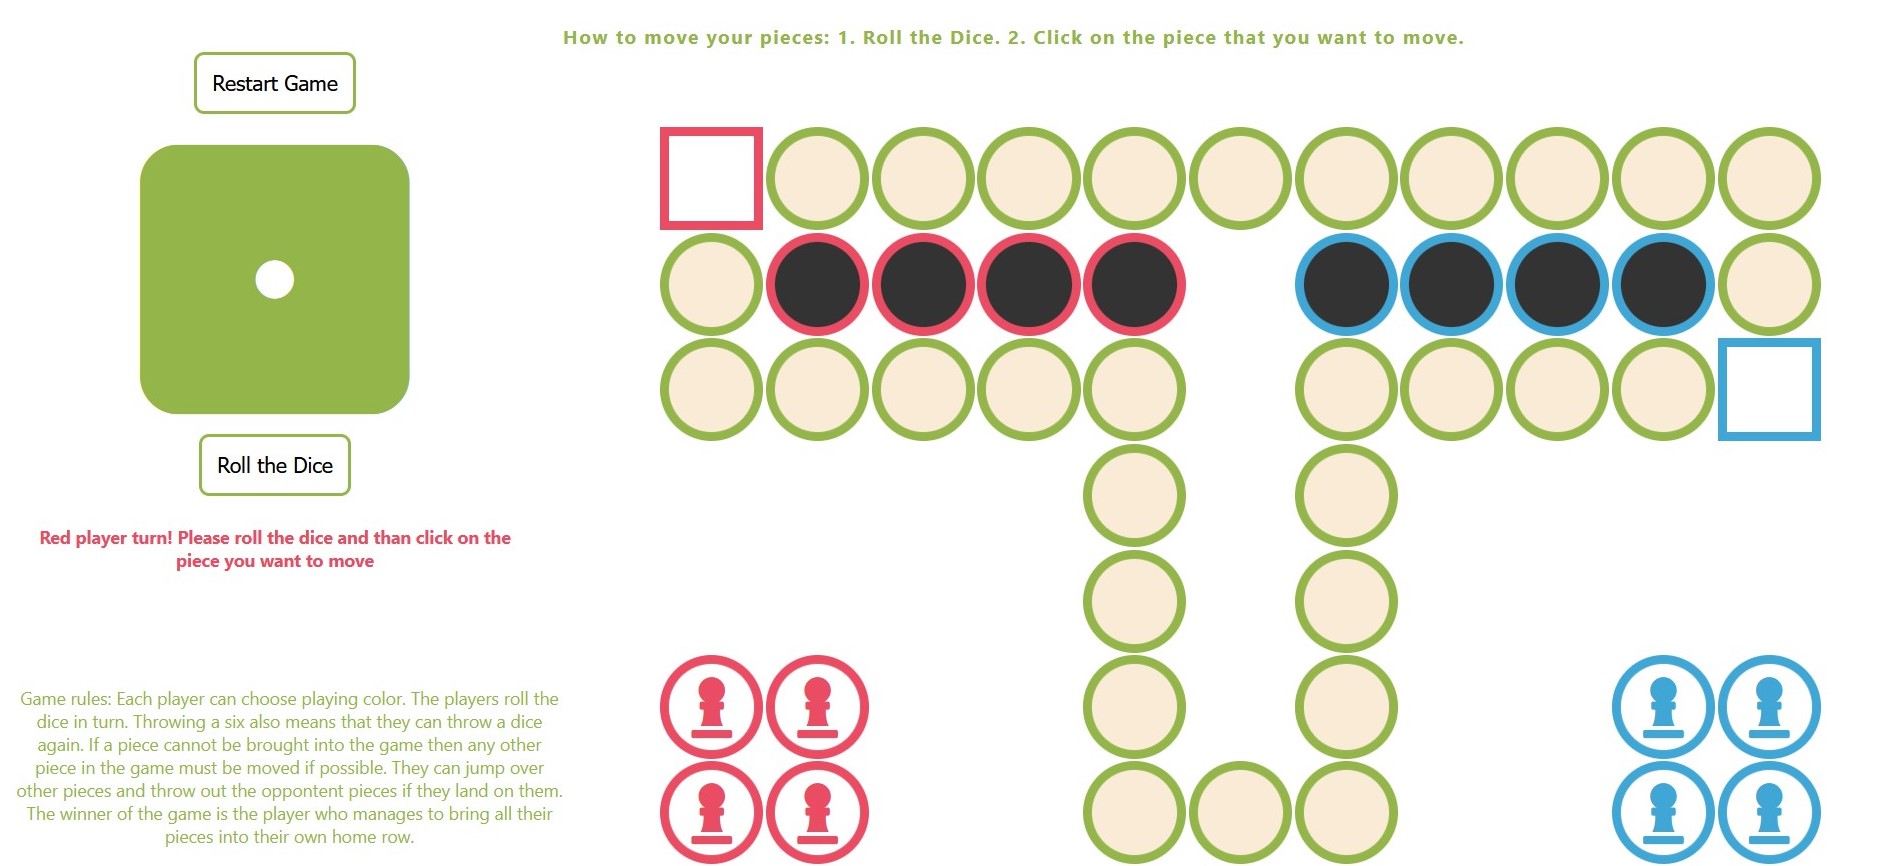 How to move your pieces: 1. Roll the Dice. 2. Click on the piece that you want to move.
Restart Game
Roll the Dice
Red player turn! Please roll the dice and than click on the
piece you want to move
Game rules: Each player can choose playing color. The players roll the
dice in turn. Throwing a six also means that they can throw a dice
again. If a piece cannot be brought into the game then any other
piece in the game must be moved if possible. They can jump over
other pieces and throw out the oppontent pieces if they land on them.
The winner of the game is the player who manages to bring all their
pieces into their own home row.